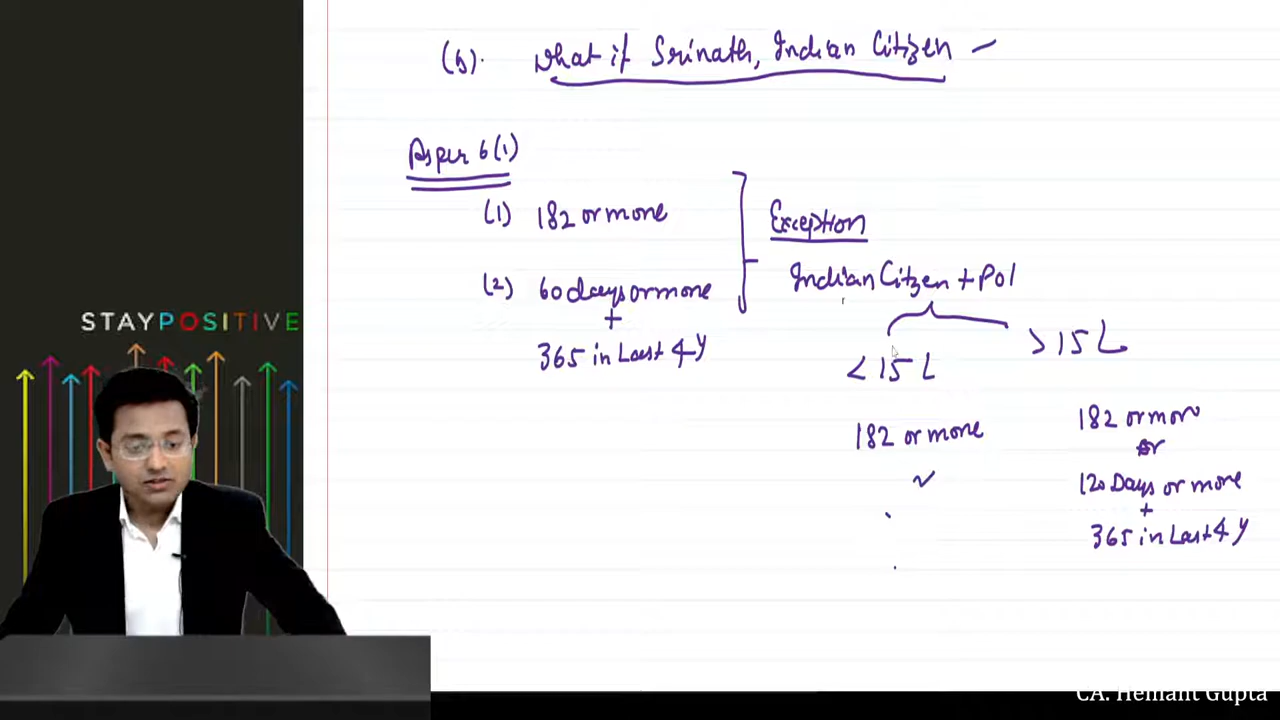 (b). What if Srinath, Indian Citizen –
As per 6(1)
(1) 182 or more
(2) 60 days or more
+
365 in Last 4 Y
Exception
Indian Citzen + PoI
< 15 L
182 or more
> 15 L
182 or more
or
120 Days or more
+
365 in Last 4 Y
STAYPOSITIVE
CA. Hemant Gupta